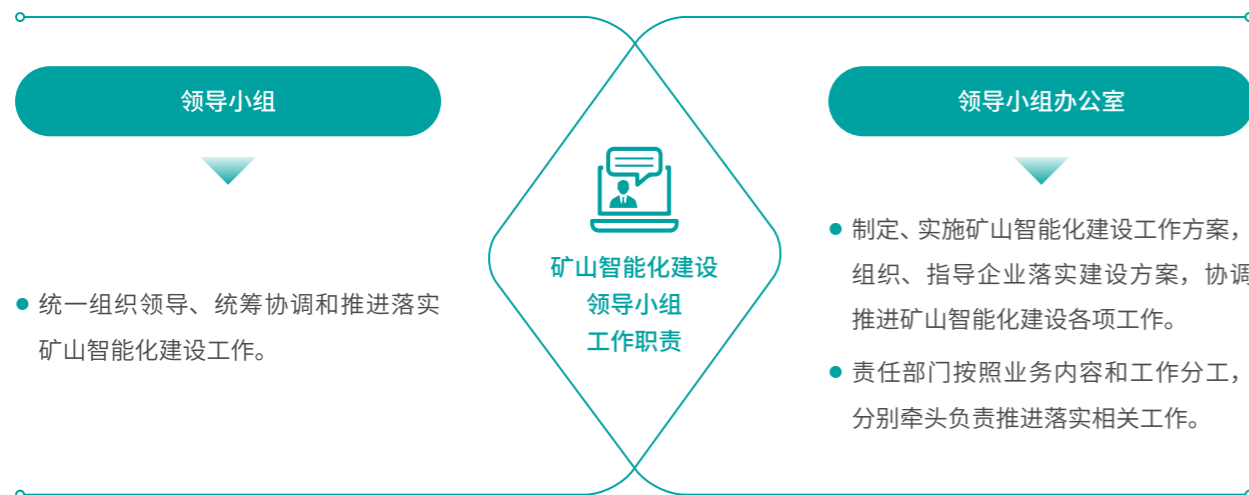 领导小组
统一组织领导、统筹协调和推进落实
矿山智能化建设工作。
矿山智能化建设
领导小组
工作职责
领导小组办公室
制定、实施矿山智能化建设工作方案，
组织、指导企业落实建设方案，协调
推进矿山智能化建设各项工作。
责任部门按照业务内容和工作分工，
分别牵头负责推进落实相关工作。